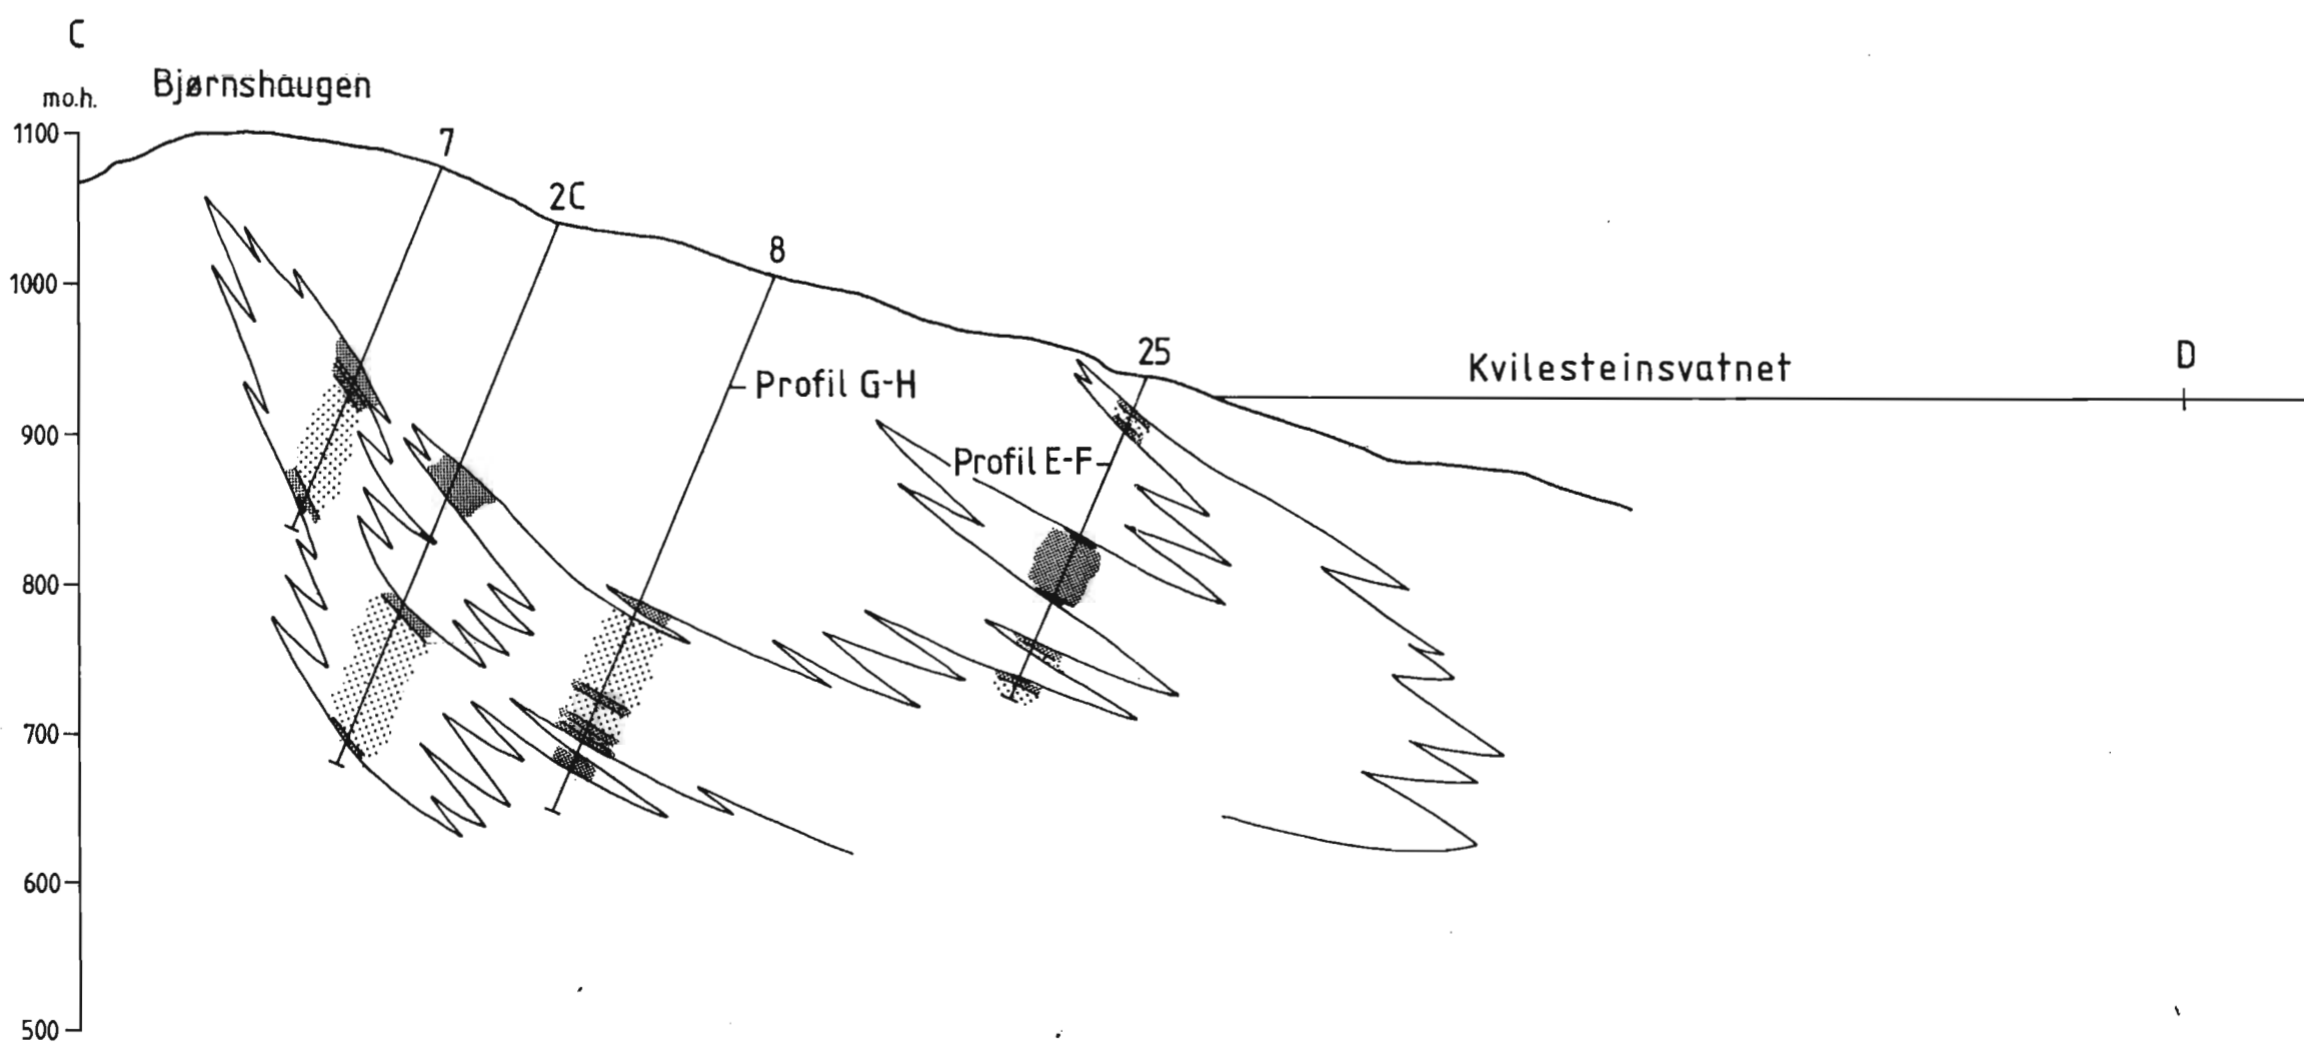 C
Bjørnshaugen
mo.h.
1100
7
2C
8
1000
25
Kvilesteinsvatnet
D
Profil G-H
900
Profil E-F
800
700
600
500